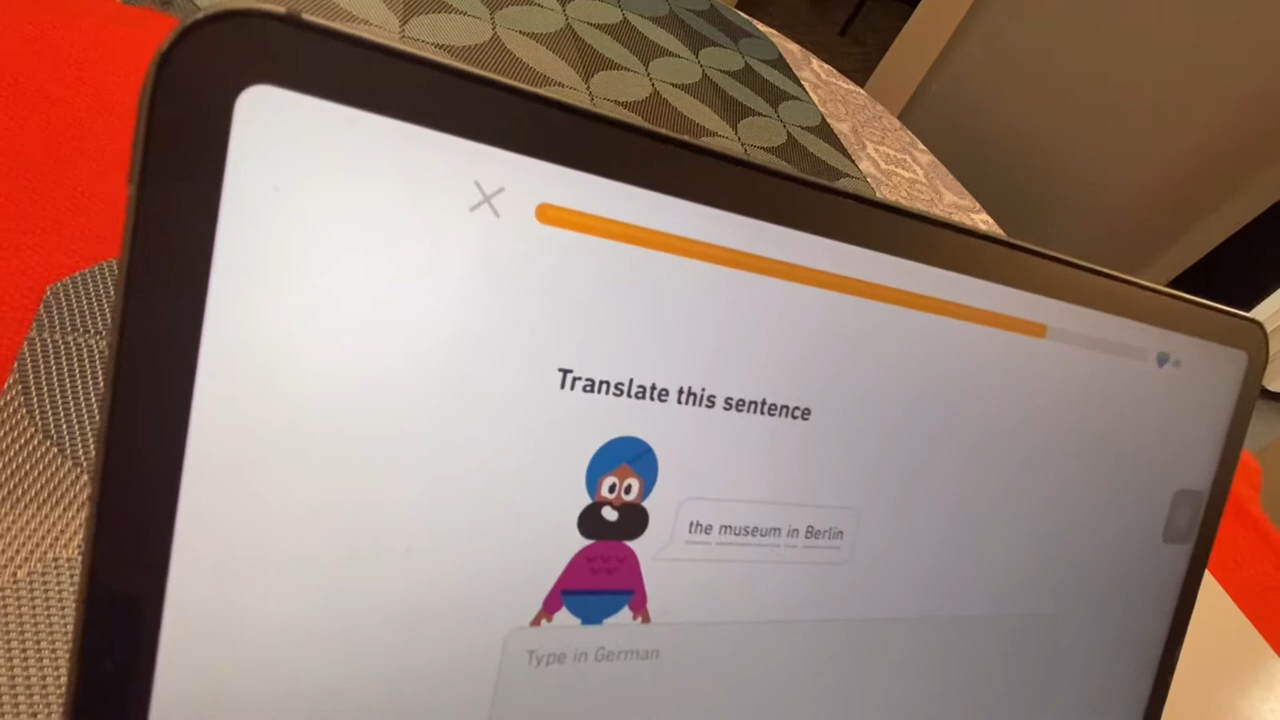 Translate this sentence
the museum in Berlin
Type in German